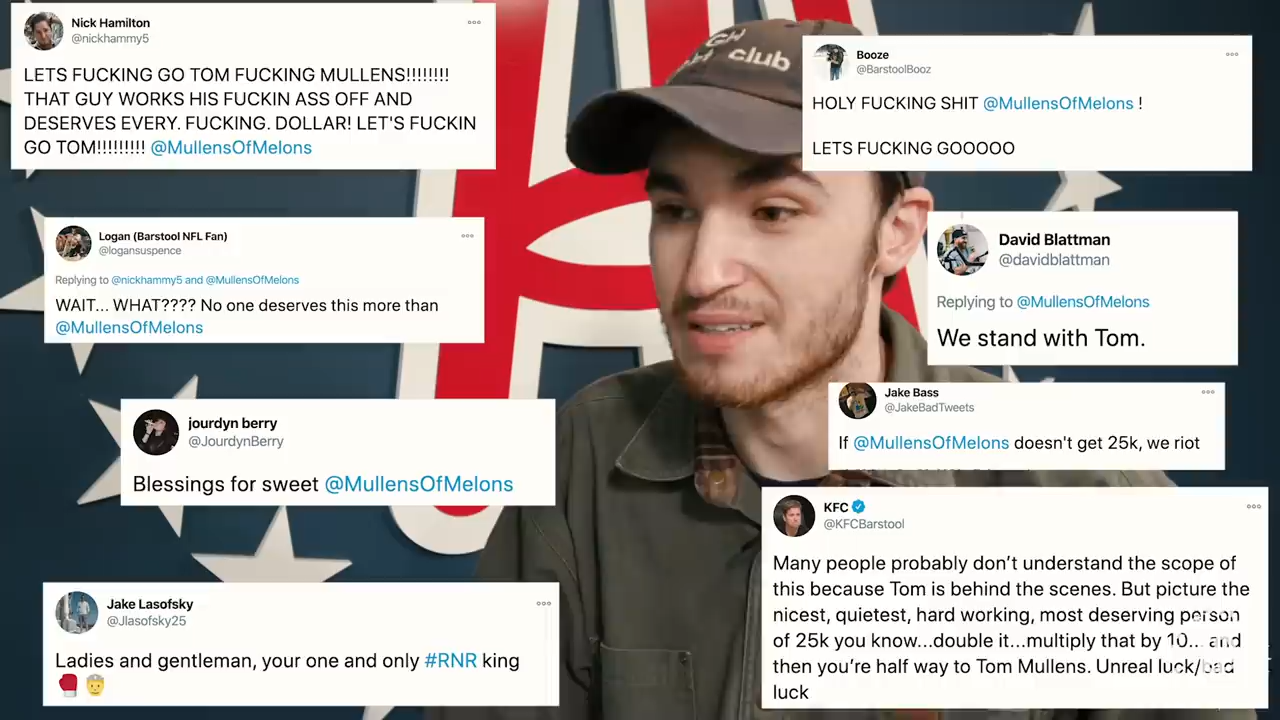 Nick Hamilton
@nickhammy5
LETS FUCKING GO TOM FUCKING MULLENS!!!!!!!!
THAT GUY WORKS HIS FUCKIN ASS OFF AND
DESERVES EVERY. FUCKING. DOLLAR! LET'S FUCKIN
GO TOM!!!!!!!!! @MullensOfMelons
club
Booze
@BarstoolBooz
HOLY FUCKING SHIT @MullensOfMelons !
LETS FUCKING GOOOOO
Logan (Barstool NFL Fan)
@logansuspence
Replying to @nickhammy5 and @MullensOfMelons
WAIT... WHAT???? No one deserves this more than
@MullensOfMelons
David Blattman
@davidblattman
Replying to @MullensOfMelons
We stand with Tom.
Jake Bass
@JakeBadTweets
If @MullensOfMelons doesn't get 25k, we riot
jourdyn berry
@JourdynBerry
Blessings for sweet @MullensOfMelons
KFC
@KFCBarstool
Many people probably don't understand the scope of
this because Tom is behind the scenes. But picture the
nicest, quietest, hard working, most deserving person
of 25k you know...double it...multiply that by 10... and
then you're half way to Tom Mullens. Unreal luck/bad
luck
Jake Lasofsky
@Jlasofsky25
Ladies and gentleman, your one and only #RNR king
🥊 🤴